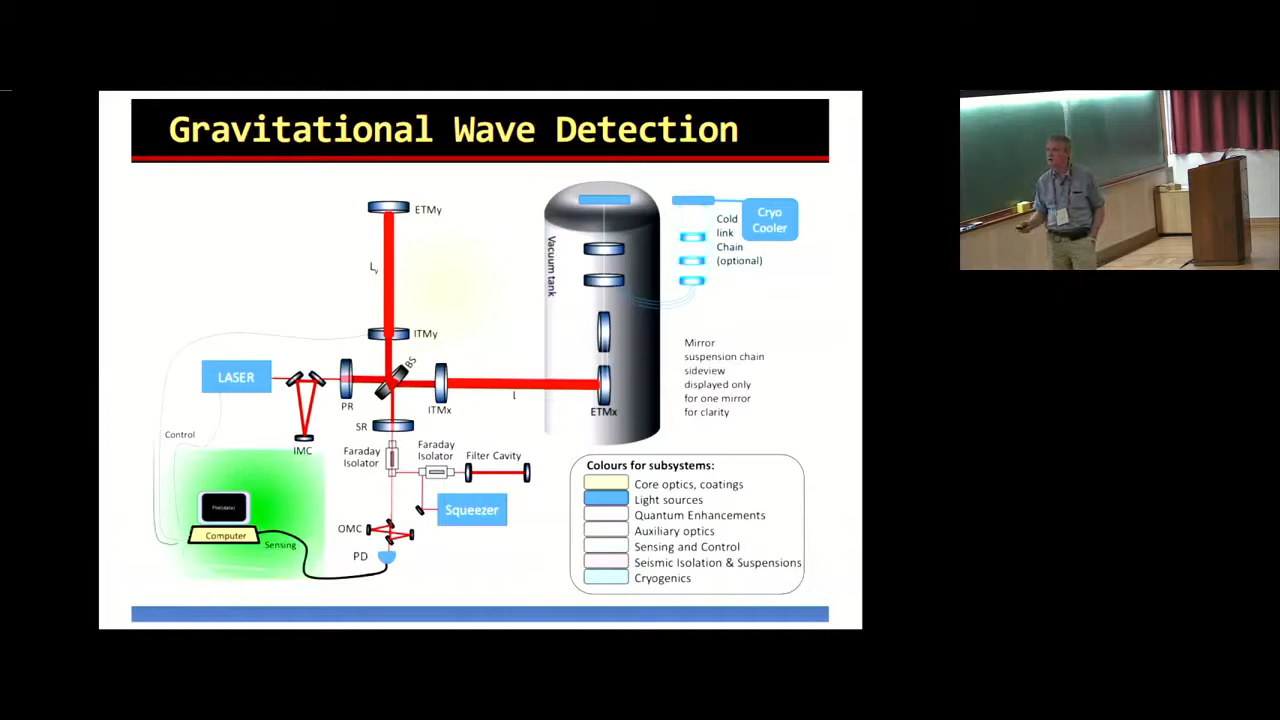 Gravitational Wave Detection
ETMy
Ly
ITMy
BS
LASER
PR
ITMx
L
ETMx
IMC
SR
Control
Vacuum tank
Cold
link
Chain
(optional)
Cryo
Cooler
Mirror
suspension chain
sideview
displayed only
for one mirror
for clarity
Faraday
Isolator
Faraday
Isolator
Filter Cavity
Squeezer
OMC
PD
Computer
Sensing
Colours for subsystems:
Core optics, coatings
Light sources
Quantum Enhancements
Auxiliary optics
Sensing and Control
Seismic Isolation & Suspensions
Cryogenics